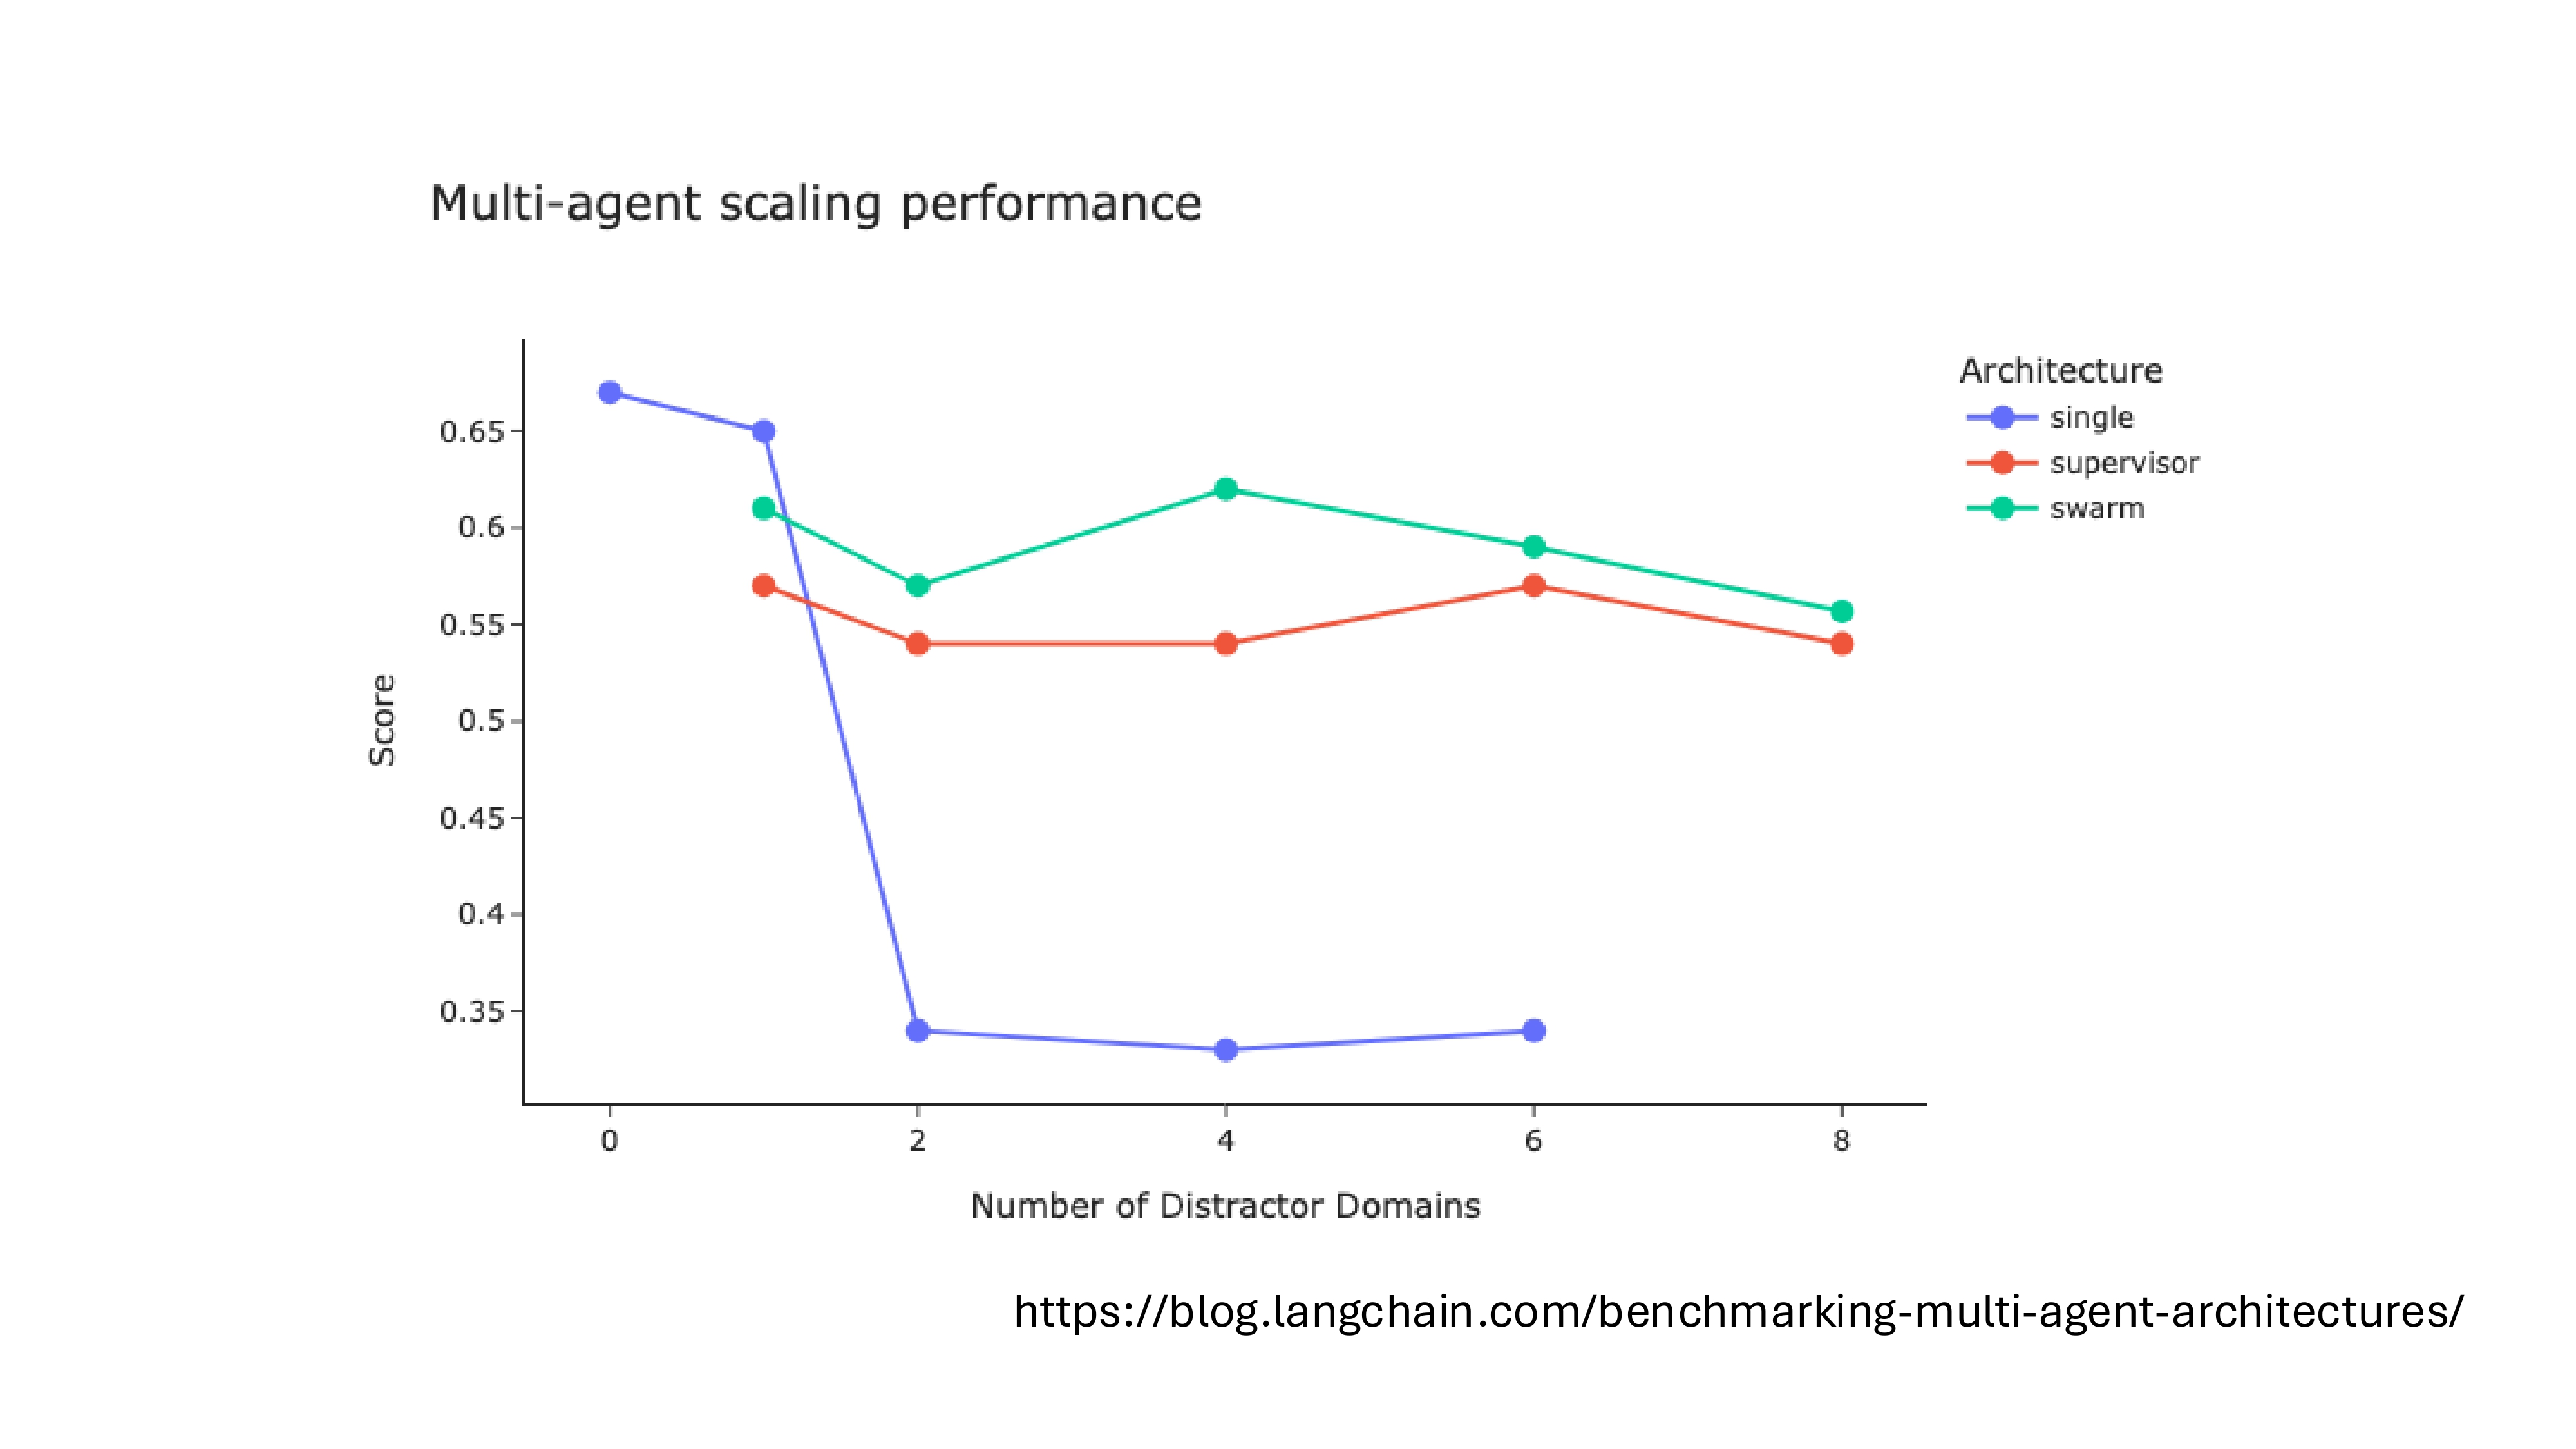 Multi-agent scaling performance
Architecture
single
supervisor
swarm
Score
0.65
0.6
0.55
0.5
0.45
0.4
0.35
0 2 4 6 8
Number of Distractor Domains
https://blog.langchain.com/benchmarking-multi-agent-architectures/